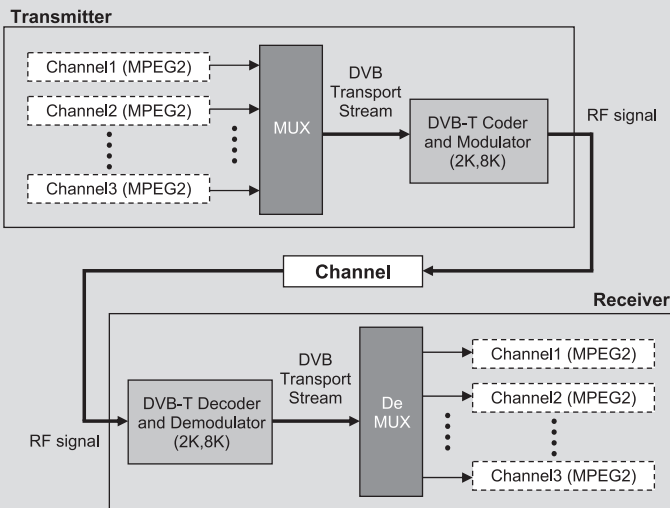 Transmitter
Channel1 (MPEG2)
Channel2 (MPEG2)
Channel3 (MPEG2)
MUX
DVB
Transport
Stream
DVB-T Coder
and Modulator
(2K,8K)
RF signal
Channel
Receiver
RF signal
DVB-T Decoder
and Demodulator
(2K,8K)
DVB
Transport
Stream
De
MUX
Channel1 (MPEG2)
Channel2 (MPEG2)
Channel3 (MPEG2)